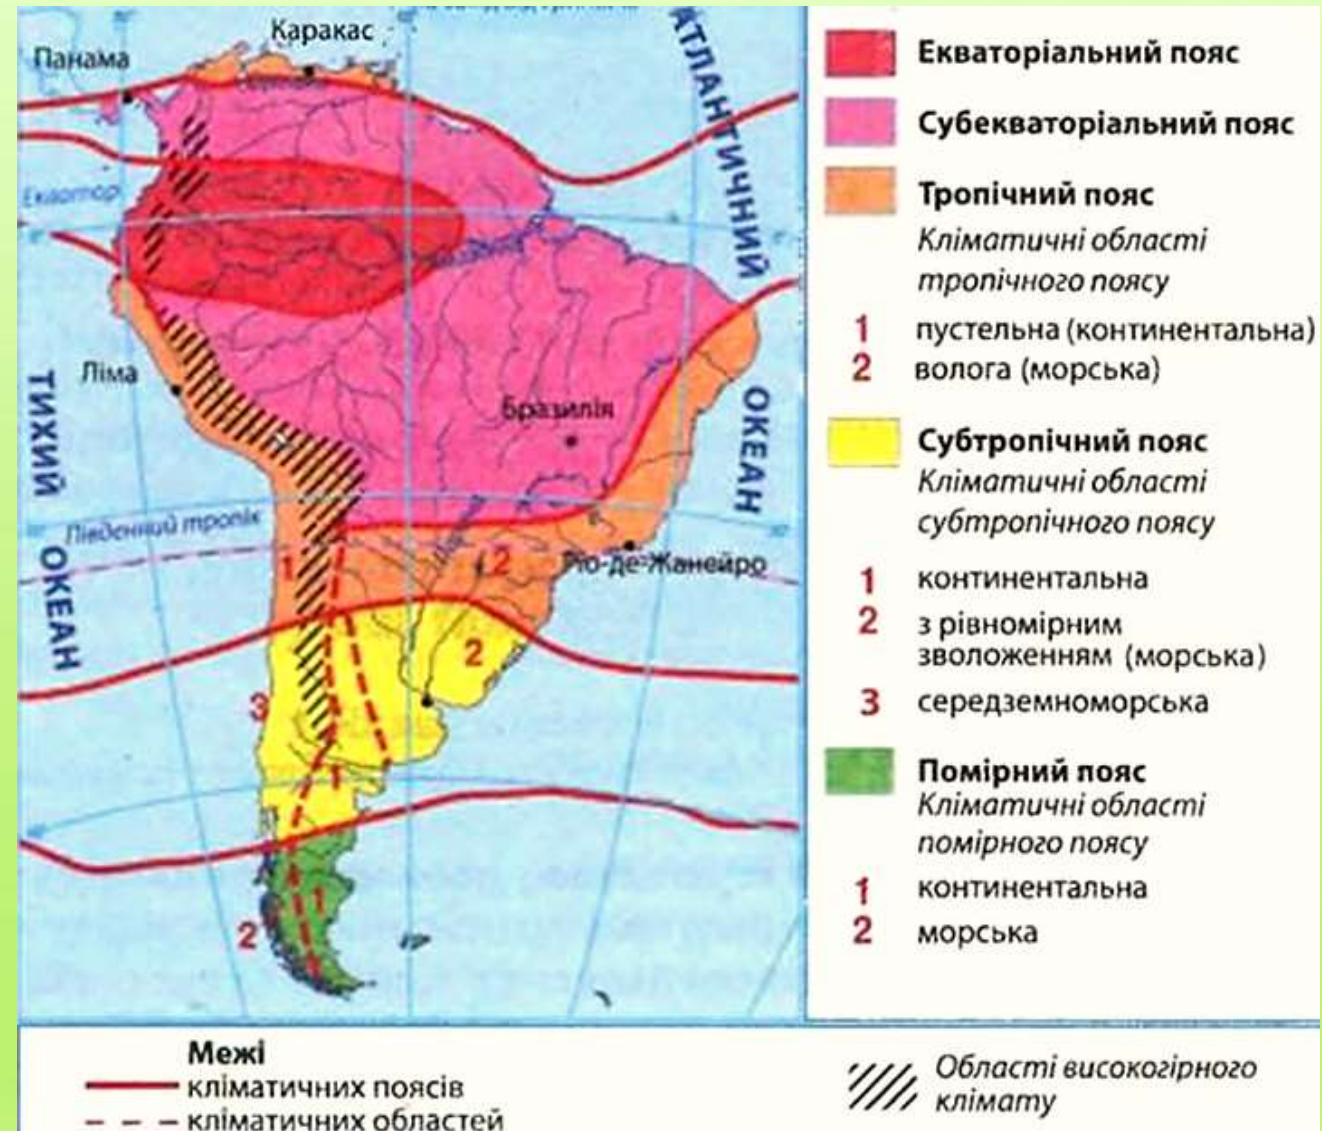 Каракас
Панама
АТЛАНТИЧНИЙ
ОКЕАН
Екватор
Ліма
Бразилія
ТИХИЙ
ОКЕАН
Південний тропік
Ріо-де-Жанейро
1
2
2
3
1
2
Екваторіальний пояс
Субекваторіальний пояс
Тропічний пояс
Кліматичні області
тропічного поясу
1 пустельна (континентальна)
2 волога (морська)
Субтропічний пояс
Кліматичні області
субтропічного поясу
1 континентальна
2 з рівномірним
зволоженням (морська)
3 середземноморська
Помірний пояс
Кліматичні області
помірного поясу
1 континентальна
2 морська
Межі
кліматичних поясів
кліматичних областей
Області високогірного
клімату